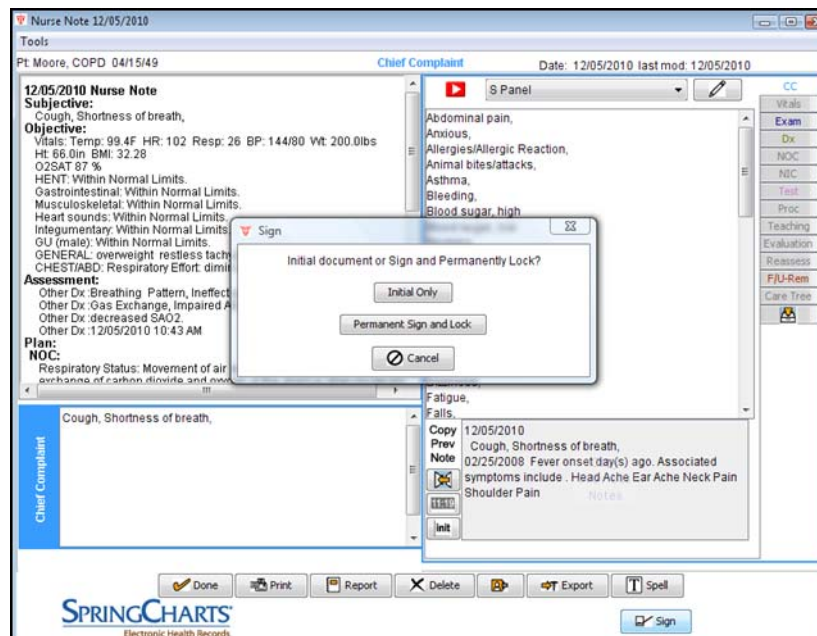 Nurse Note 12/05/2010
Tools
Pt: Moore, COPD 04/15/49
Chief Complaint
Date: 12/05/2010 last mod: 12/05/2010
12/05/2010 Nurse Note
Subjective:
Cough, Shortness of breath,
Objective:
Vitals: Temp: 99.4F HR: 102 Resp: 26 BP: 144/80 Wt: 200.0lbs
Ht: 66.0in BMI: 32.28
O2SAT 87 %
HENT: Within Normal Limits.
Gastrointestinal: Within Normal Limits.
Musculoskeletal: Within Normal Limits.
Heart sounds: Within Normal Limits.
Integumentary: Within Normal Limits.
GU (male): Within Normal Limits.
GENERAL: overweight restless
CHEST/ABD: Respiratory Effort:
Assessment:
Other Dx :Breathing Pattern,
Other Dx :Gas Exchange, Impaired
Other Dx :decreased SAO2.
Other Dx :12/05/2010 10:43 AM
Plan:
NOC:
Respiratory Status: Movement of air
exchange of carbon dioxide and
S Panel
Abdominal pain,
Anxious,
Allergies/Allergic Reaction,
Animal bites/attacks,
Asthma,
Bleeding,
Blood sugar, high
Fatigue,
Falls,
CC
Vitals
Exam
Dx
NOC
NIC
Test
Proc
Teaching
Evaluation
Reassess
F/U-Rem
Care Tree
Sign
Initial document or Sign and Permanently Lock?
Initial Only
Permanent Sign and Lock
Cancel
Chief Complaint
Cough, Shortness of breath,
Copy
Prev
Note
init
12/05/2010
Cough, Shortness of breath,
02/25/2008 Fever onset day(s) ago. Associated
symptoms include . Head Ache Ear Ache Neck Pain
Shoulder Pain
Notes
Done
Print
Report
Delete
Export
Spell
SPRINGCHARTS
Electronic Health Records
Sign